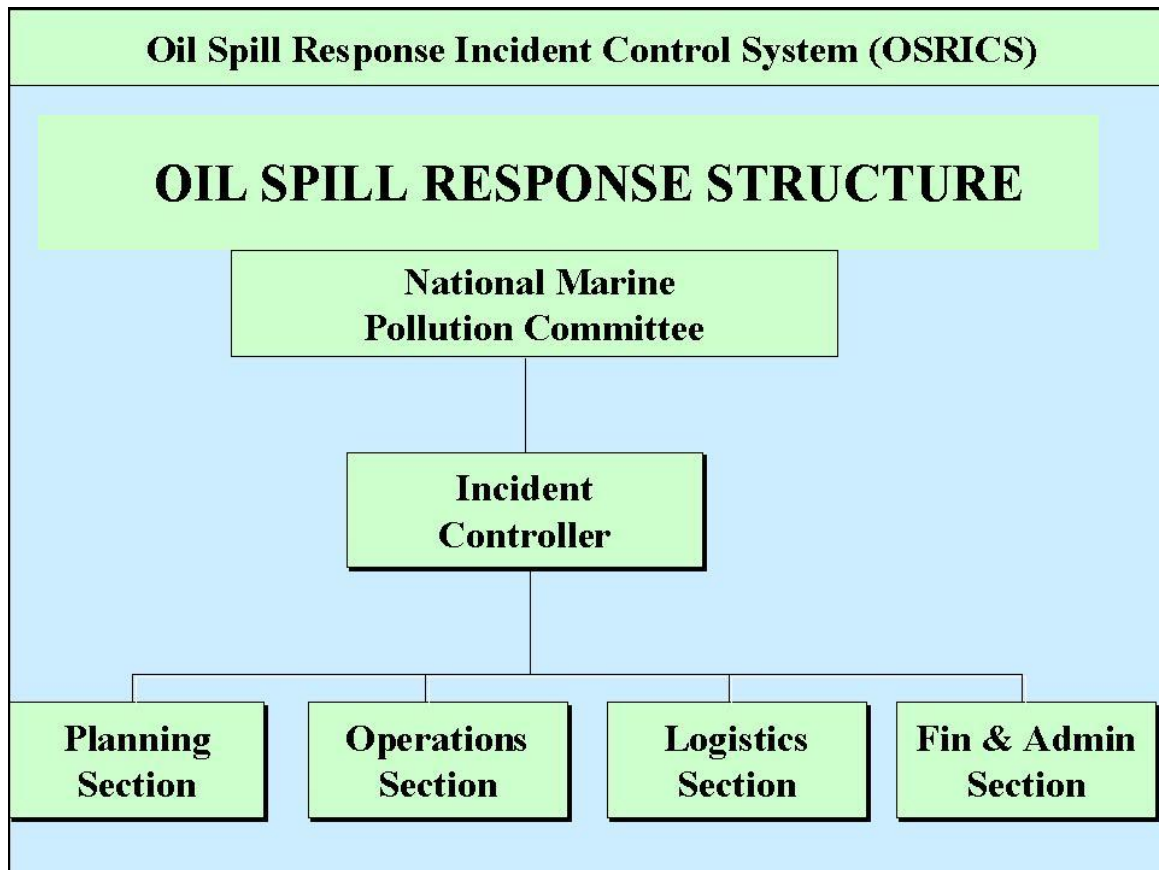 Oil Spill Response Incident Control System (OSRICS)
OIL SPILL RESPONSE STRUCTURE
National Marine
Pollution Committee
Incident
Controller
Planning
Section
Operations
Section
Logistics
Section
Fin & Admin
Section